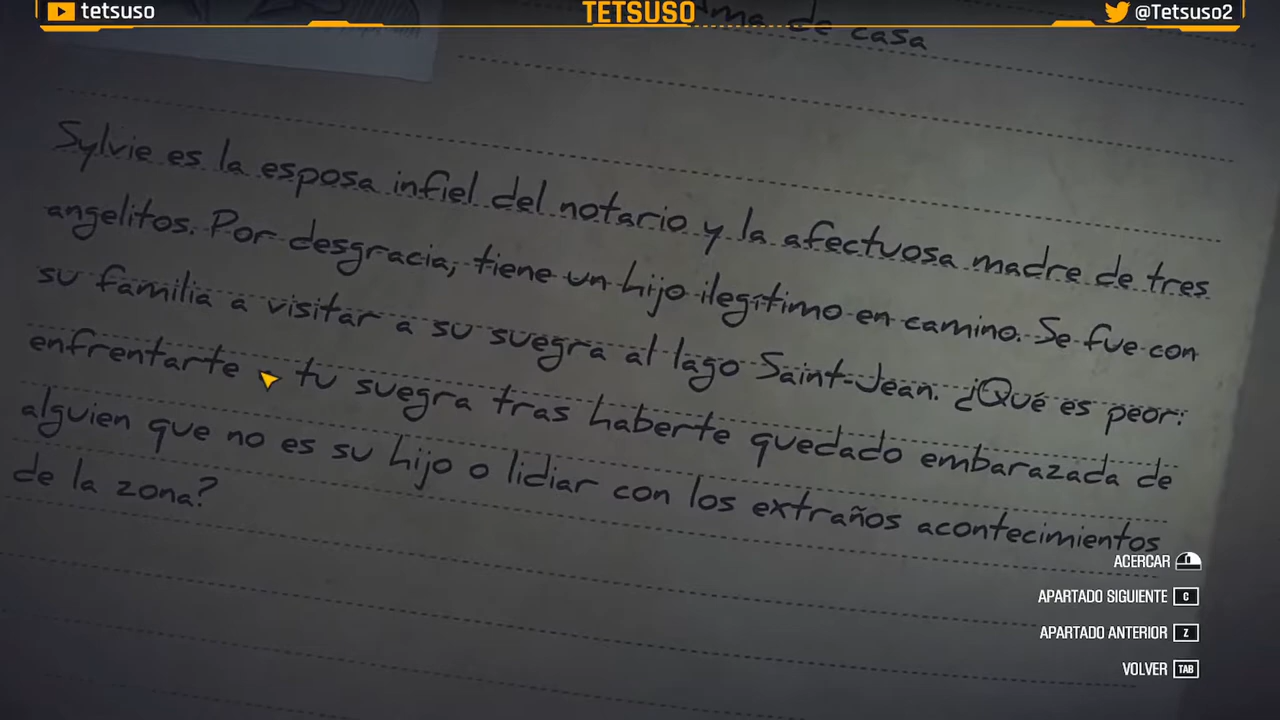 tetsuso
TETSUSO
@Tetsuso2
de casa
Sylvie es la esposa infiel del notario y la afectuosa madre de tres
angelitos. Por desgracia, tiene un hijo ilegítimo en camino. Se fue con
su familia a visitar a su suegra al lago Saint-Jean. ¿Qué es peor:
enfrentarte tu suegra tras haberte quedado embarazada de
alguien que no es su hijo o lidiar con los extraños acontecimientos
de la zona?
ACERCAR
APARTADO SIGUIENTE C
APARTADO ANTERIOR Z
VOLVER TAB